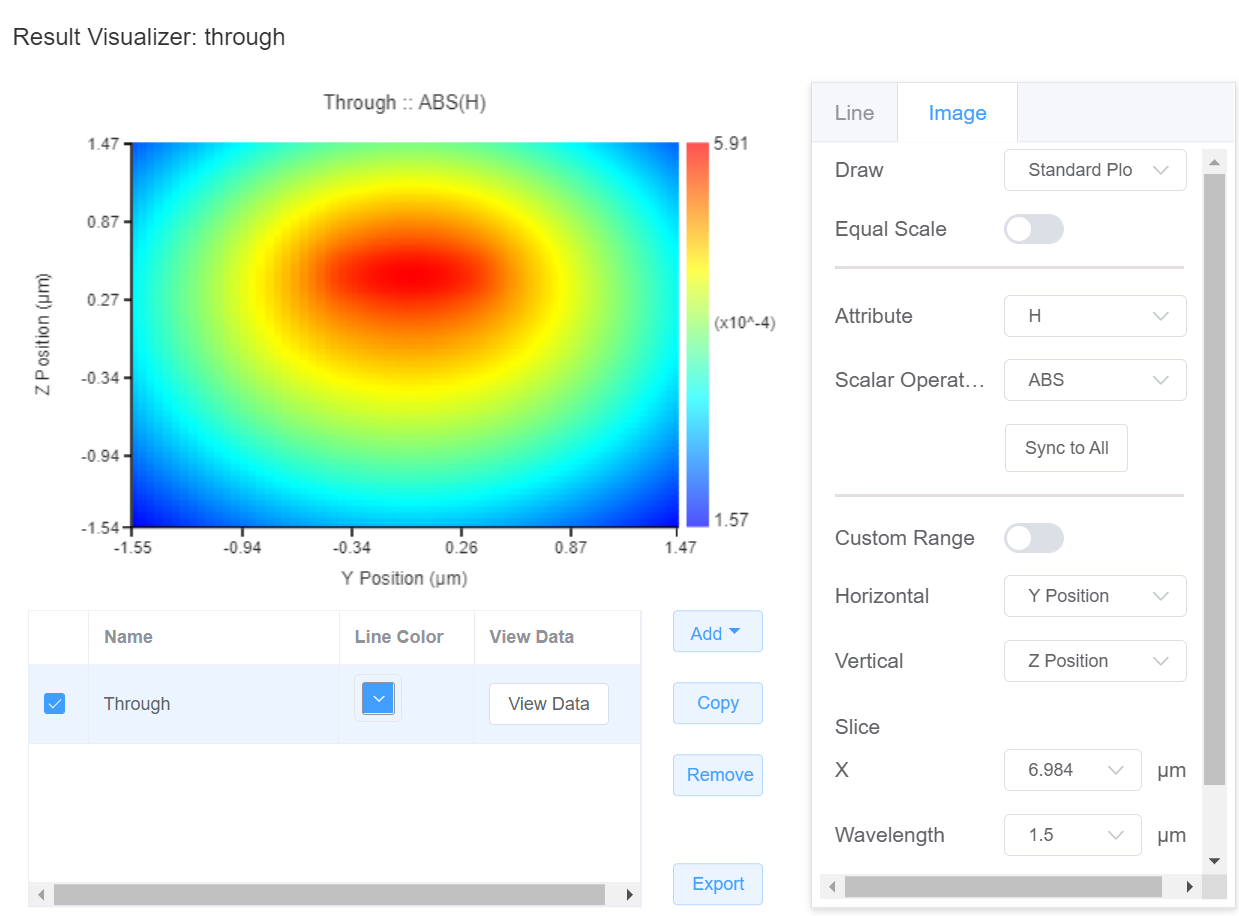 Result Visualizer: through
Through :: ABS(H)
1.47
0.87
0.27
-0.34
-0.94
-1.54
Z Position (µm)
-1.55 -0.94 -0.34 0.26 0.87 1.47
Y Position (µm)
5.91
(x10^-4)
1.57
Name Line Color View Data
Through View Data
Add
Copy
Remove
Export
Line Image
Draw Standard Plo
Equal Scale
Attribute H
Scalar Operat... ABS
Sync to All
Custom Range
Horizontal Y Position
Vertical Z Position
Slice
X 6.984 µm
Wavelength 1.5 µm